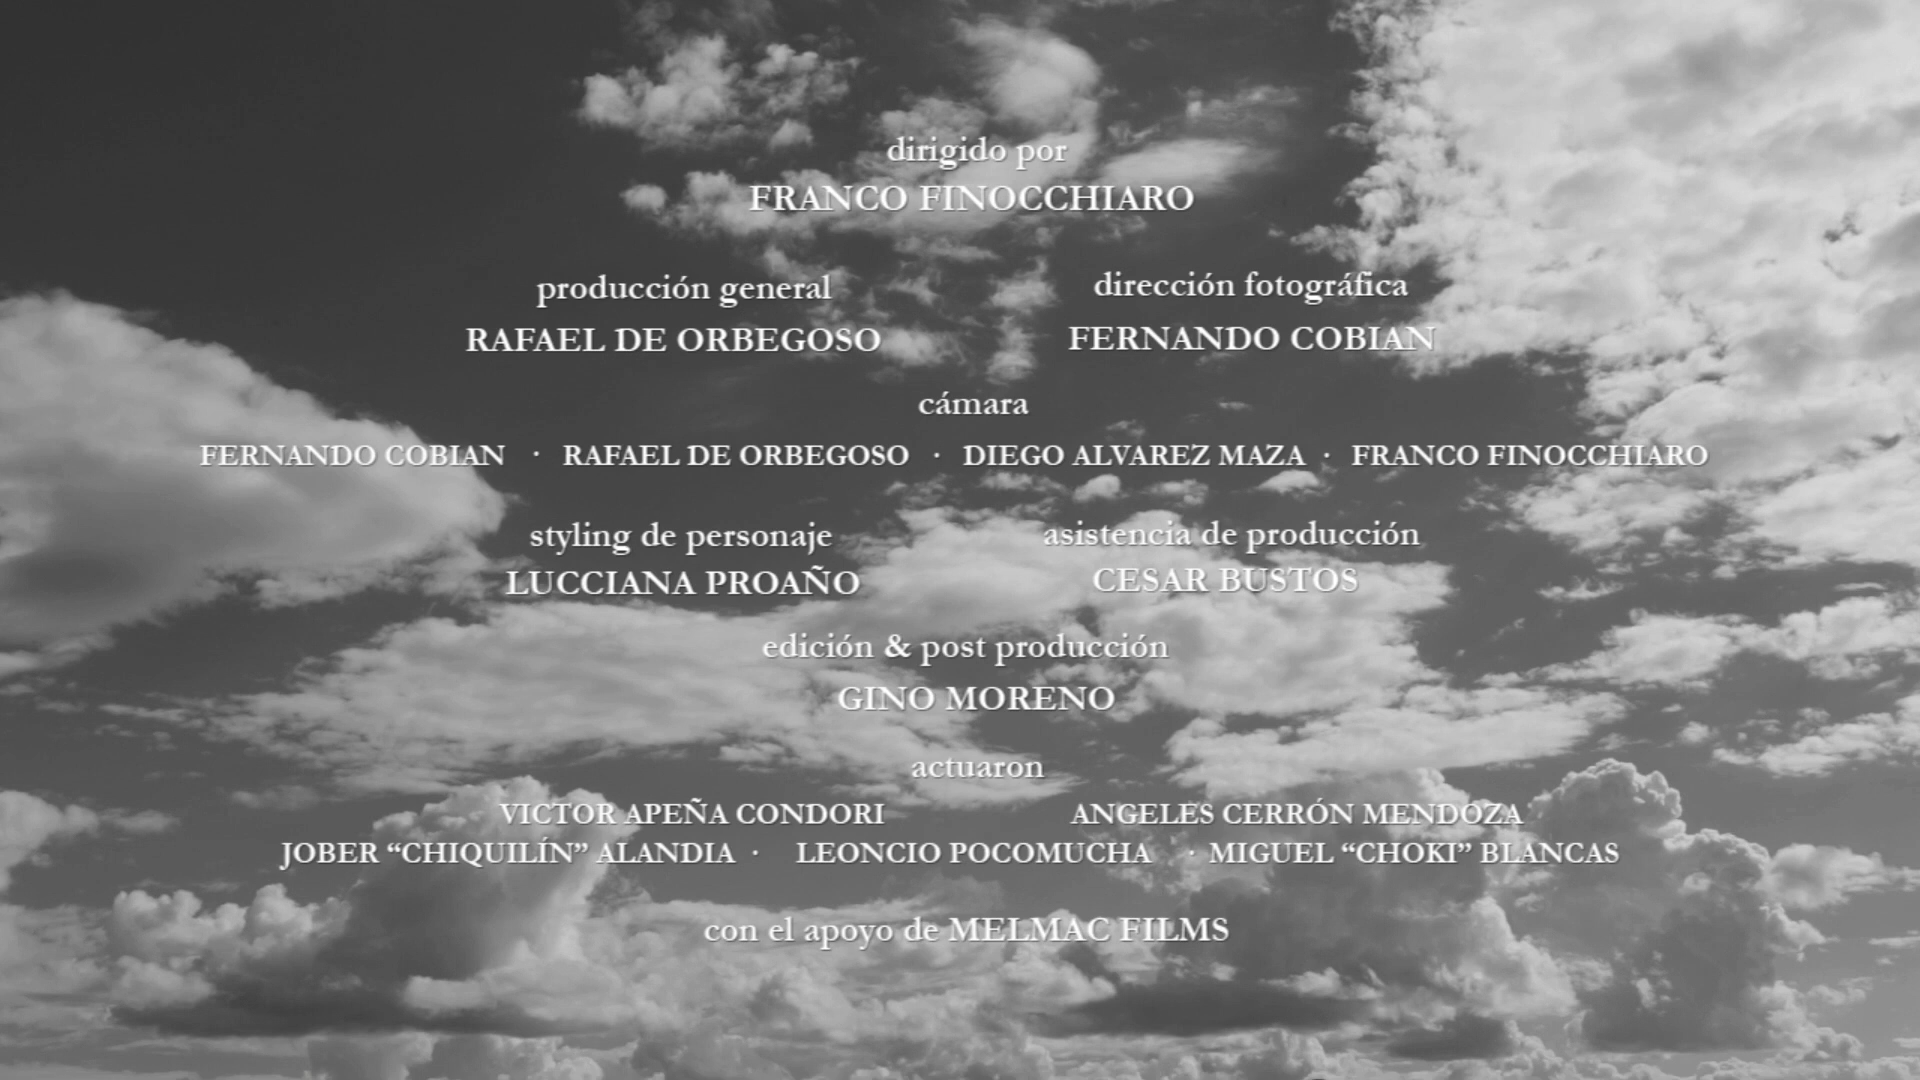 dirigido por
FRANCO FINOCCHIARO
producción general
RAFAEL DE ORBEGOSO
dirección fotográfica
FERNANDO COBIAN
cámara
FERNANDO COBIAN · RAFAEL DE ORBEGOSO · DIEGO ALVAREZ MAZA · FRANCO FINOCCHIARO
styling de personaje
LUCCIANA PROAÑO
asistencia de producción
CESAR BUSTOS
edición & post producción
GINO MORENO
actuaron
VICTOR APEÑA CONDORI ANGELES CERRÓN MENDOZA
JOBER “CHIQUILÍN” ALANDIA · LEONCIO POCOMUCHA · MIGUEL “CHOKI” BLANCAS
con el apoyo de MELMAC FILMS